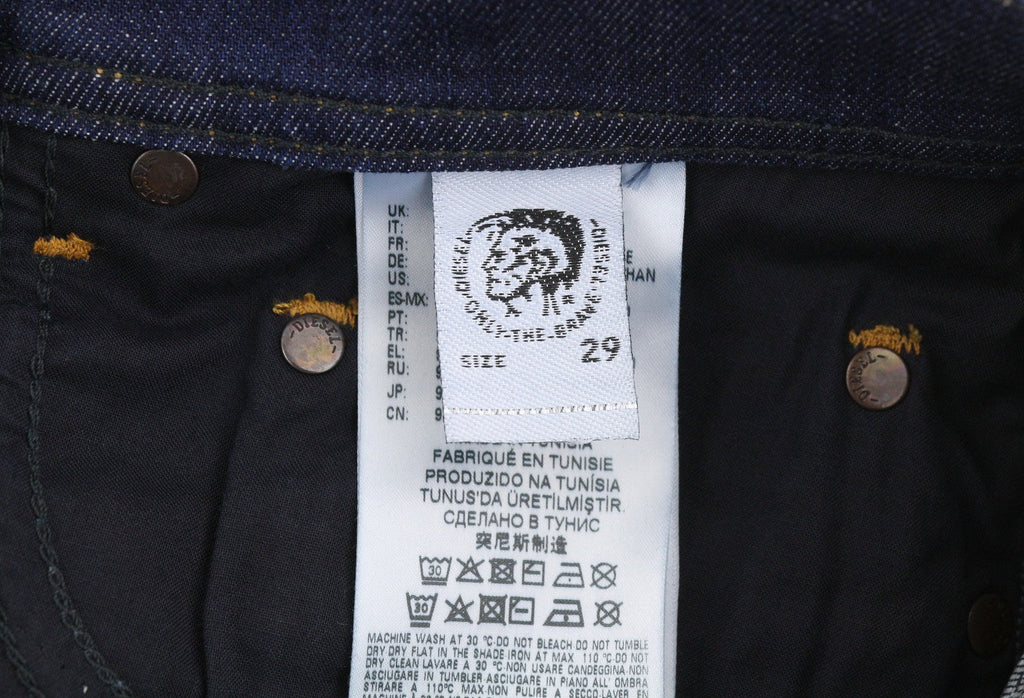 DIESEL
UK:
IT:
FR:
DE:
US:
ES-MX:
PT:
TR:
EL:
RU:
JP:
CN:
HAN
DIESEL
DIESEL
ONLY-THE-BRAVE
SIZE 29
FABRIQUÉ EN TUNISIE
PRODUZIDO NA TUNÍSIA
TUNUS'DA ÜRETİLMİŞTİR.
СДЕЛАНО В ТУНИС
突尼斯制造
30
30
MACHINE WASH AT 30 °C-DO NOT BLEACH DO NOT TUMBLE
DRY DRY FLAT IN THE SHADE IRON AT MAX 110 °C-DO NOT
DRY CLEAN LAVARE A 30 °C-NON USARE CANDEGGINA-NON
ASCIUGARE IN TUMBLER-ASCIUGARE IN PIANO ALL' OMBRA
STIRARE A 110°C MAX-NON PULIRE A SECCO-LAVER EN
DIESEL
DIESEL